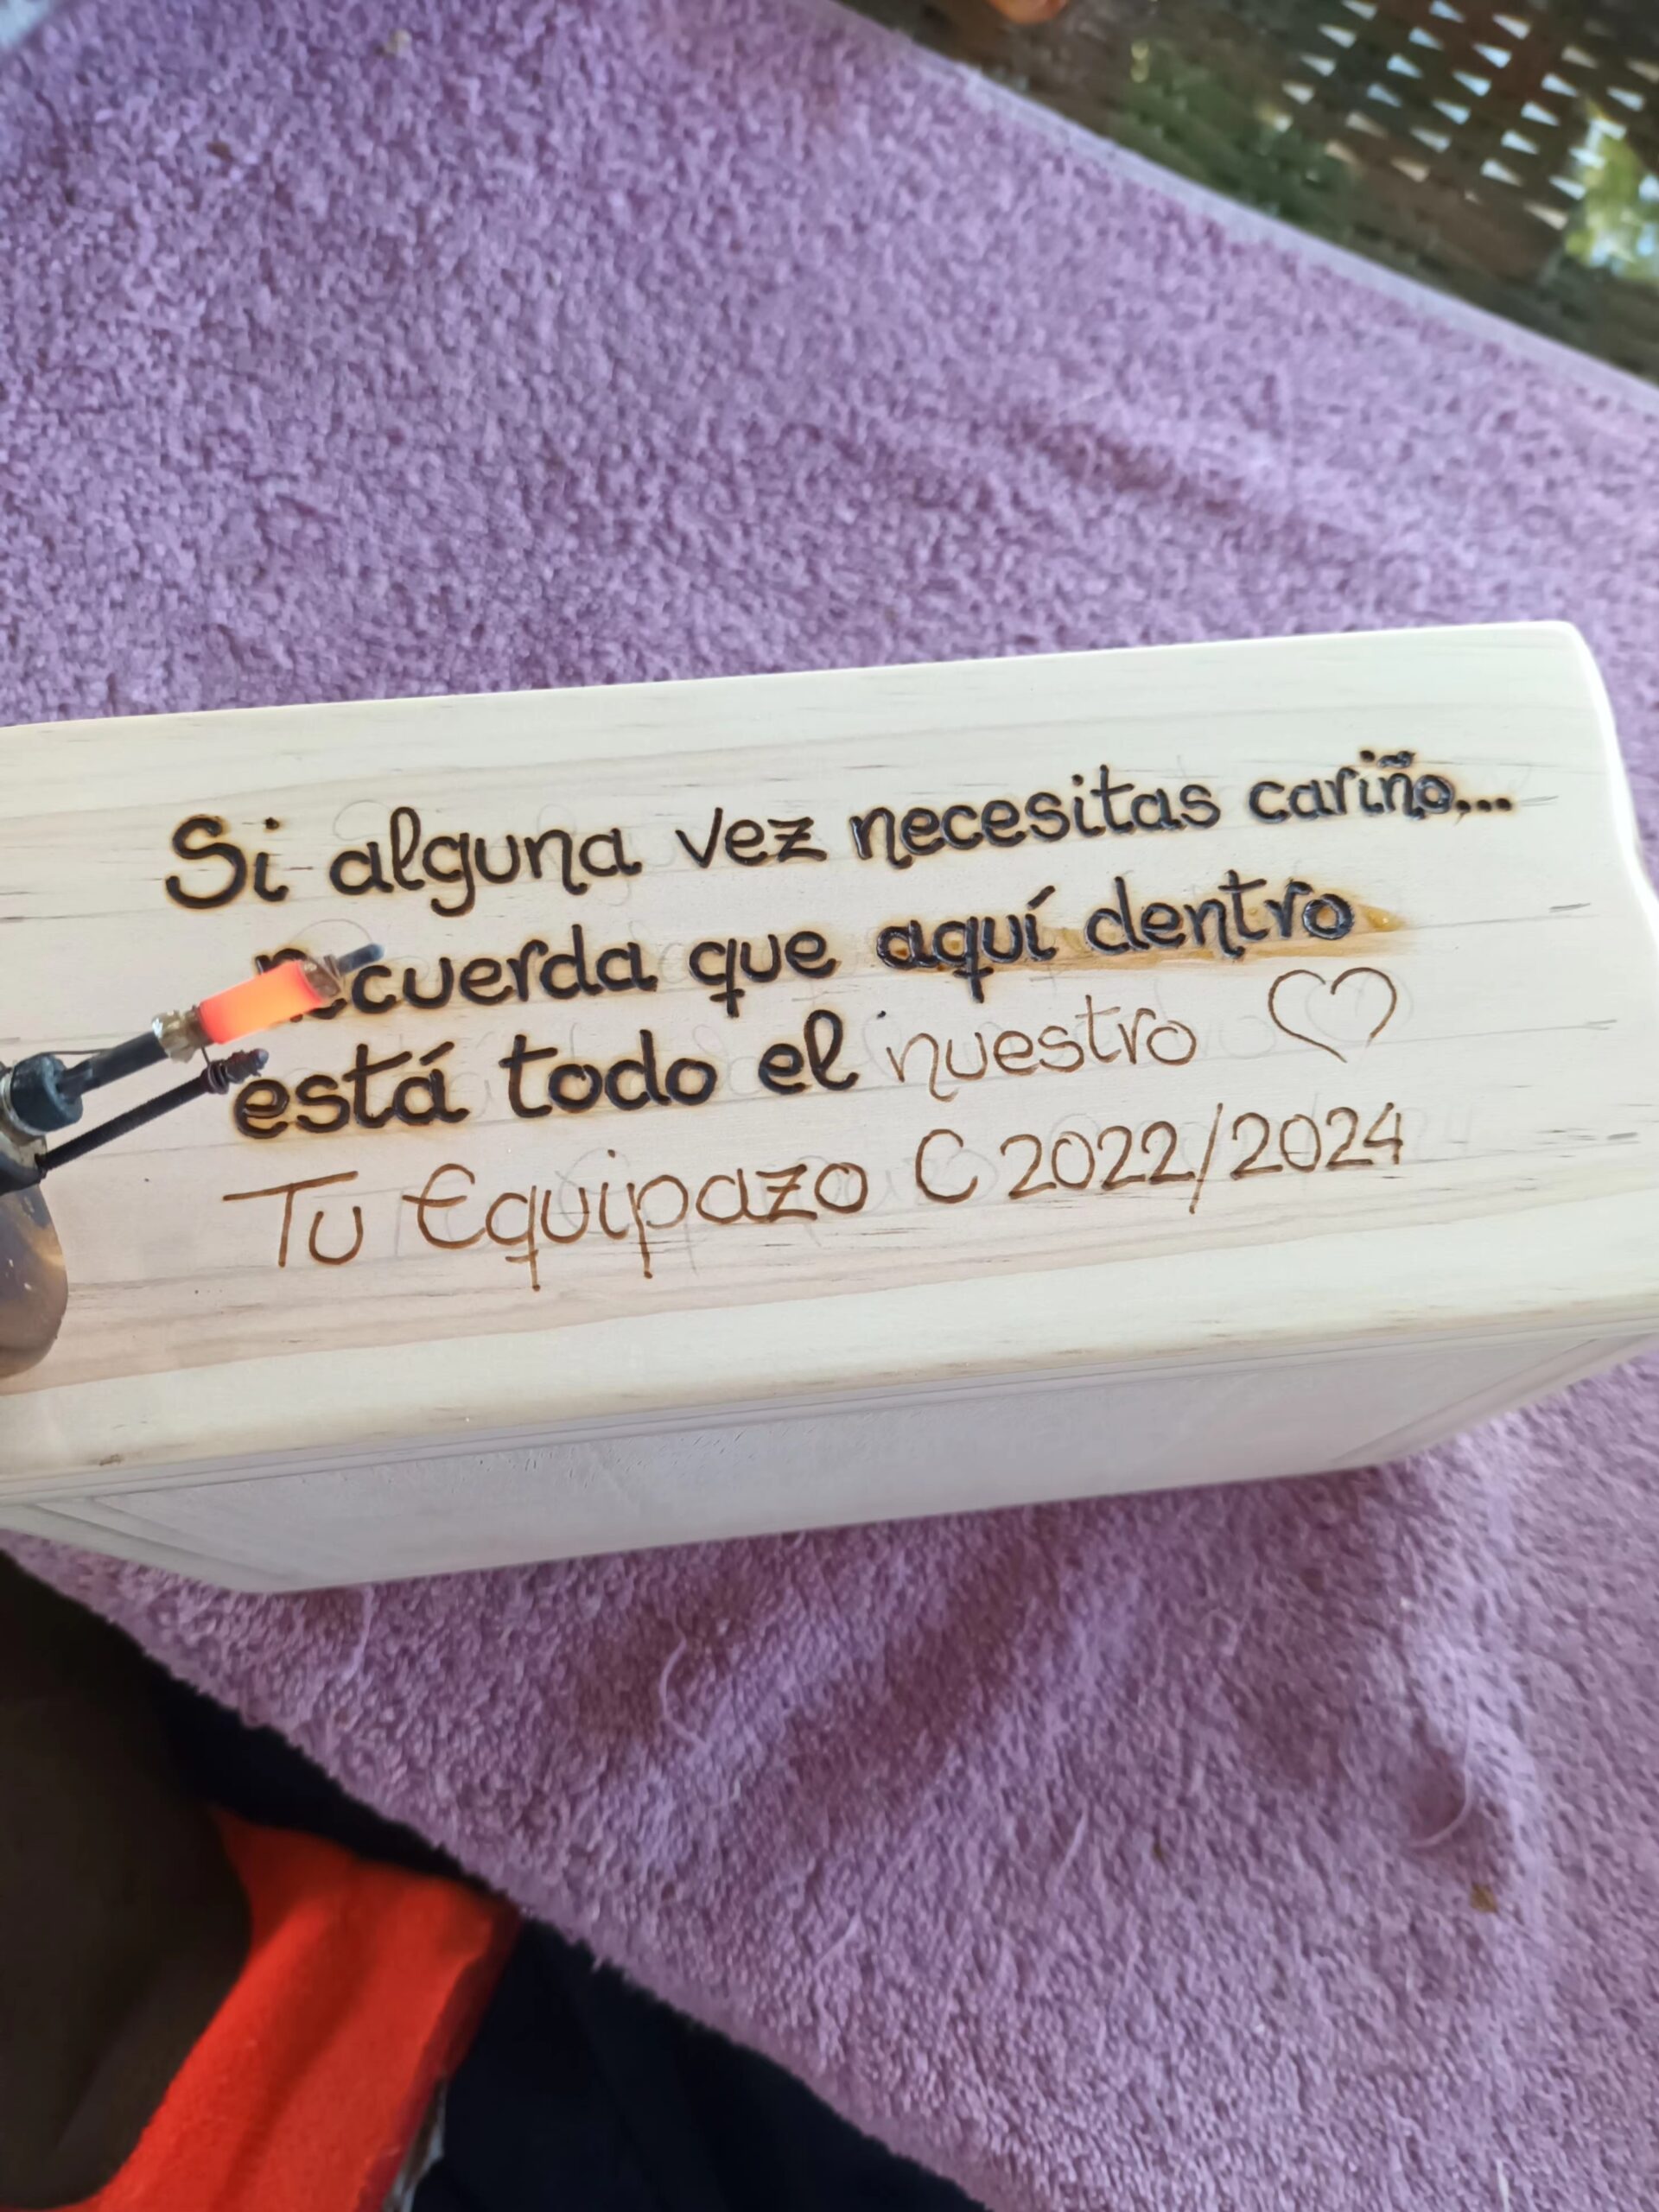 Si alguna vez necesitas cariño...
Recuerda que aquí dentro
está todo el nuestro ♡
Tu Equipazo C 2022/2024